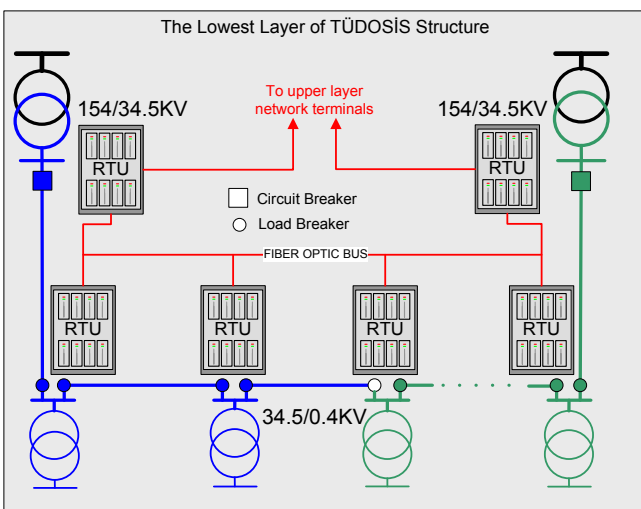 The Lowest Layer of TÜDOSİS Structure
To upper layer
network terminals
154/34.5KV
154/34.5KV
RTU
RTU
Circuit Breaker
Load Breaker
FIBER OPTIC BUS
RTU
RTU
RTU
RTU
34.5/0.4KV